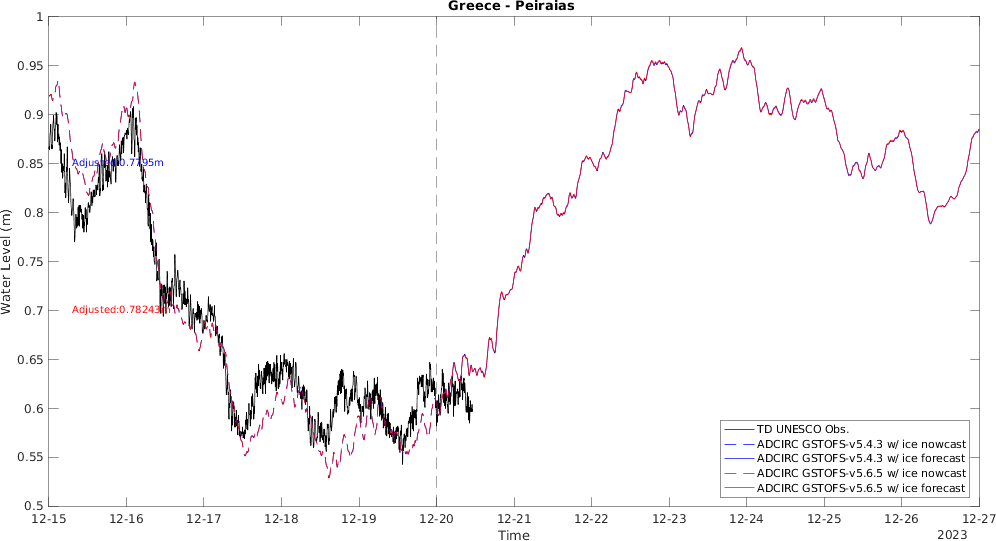 Greece - Peiraias
1
0.95
0.9
0.85
0.8
0.75
0.7
0.65
0.6
0.55
0.5
Water Level (m)
Adjusted:0.7795m
Adjusted:0.78243m
TD UNESCO Obs.
ADCIRC GSTOFS-v5.4.3 w/ ice nowcast
ADCIRC GSTOFS-v5.4.3 w/ ice forecast
ADCIRC GSTOFS-v5.6.5 w/ ice nowcast
ADCIRC GSTOFS-v5.6.5 w/ ice forecast
12-15 12-16 12-17 12-18 12-19 12-20 12-21 12-22 12-23 12-24 12-25 12-26 12-27
Time
2023